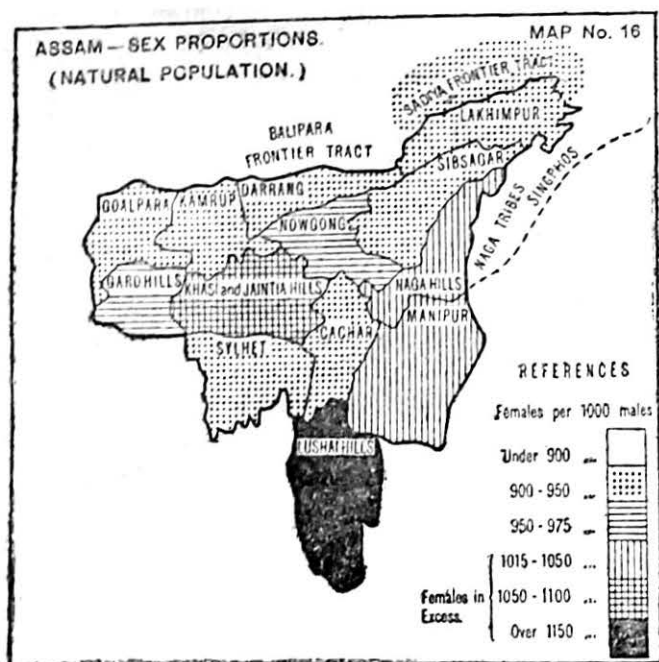 ASSAM – SEX PROPORTIONS.
(NATURAL POPULATION.)
MAP No. 16
SADIYA FRONTIER TRACT
LAKHIMPUR
BALIPARA
FRONTIER TRACT
SIBSAGAR
DARRANG
GOALPARA
KAMRUP
NOWGONG
NAGA TRIBES
SINGPHOS
GARO HILLS
KHASI and JAINTIA HILLS
NAGA HILLS
MANIPUR
CACHAR
SYLHET
LUSHAI HILLS
REFERENCES
Females per 1000 males
Under 900
900 - 950
950 - 975
1015 - 1050
Females in
Excess.
1050 - 1100
Over 1150